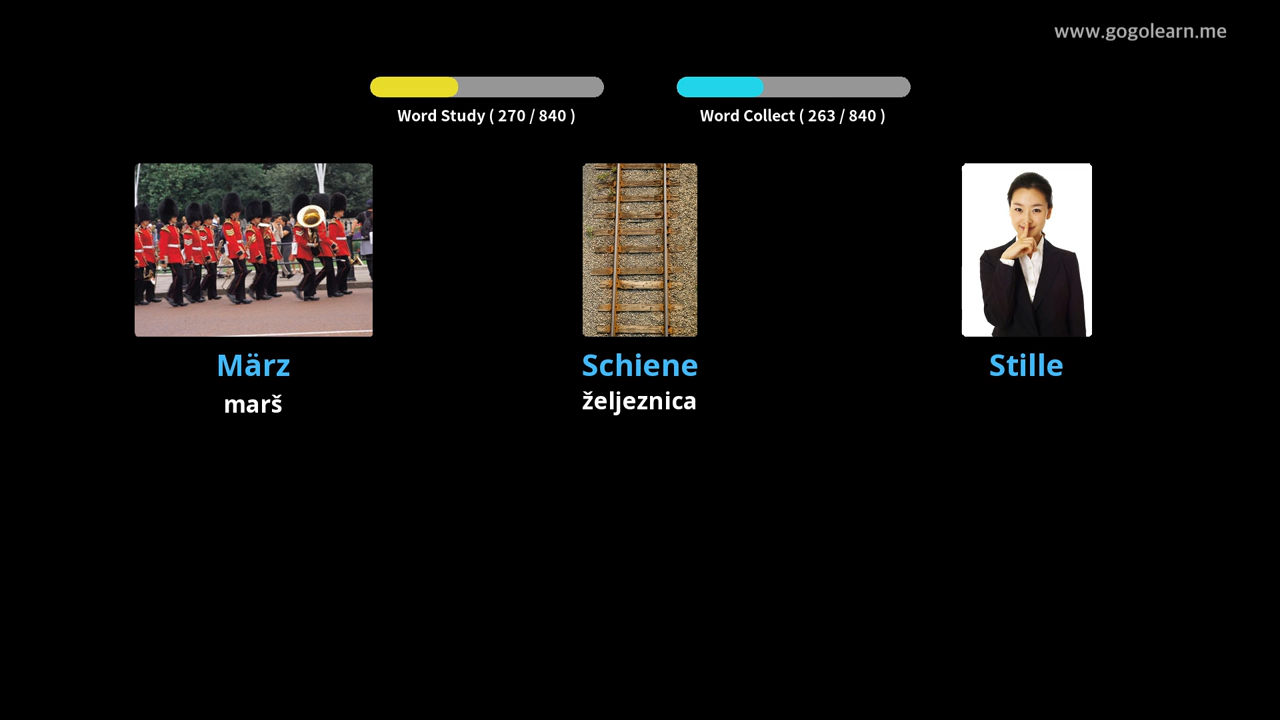 www.gogolearn.me
Word Study ( 270 / 840 )
Word Collect ( 263 / 840 )
März
Schiene
Stille
marš
željeznica